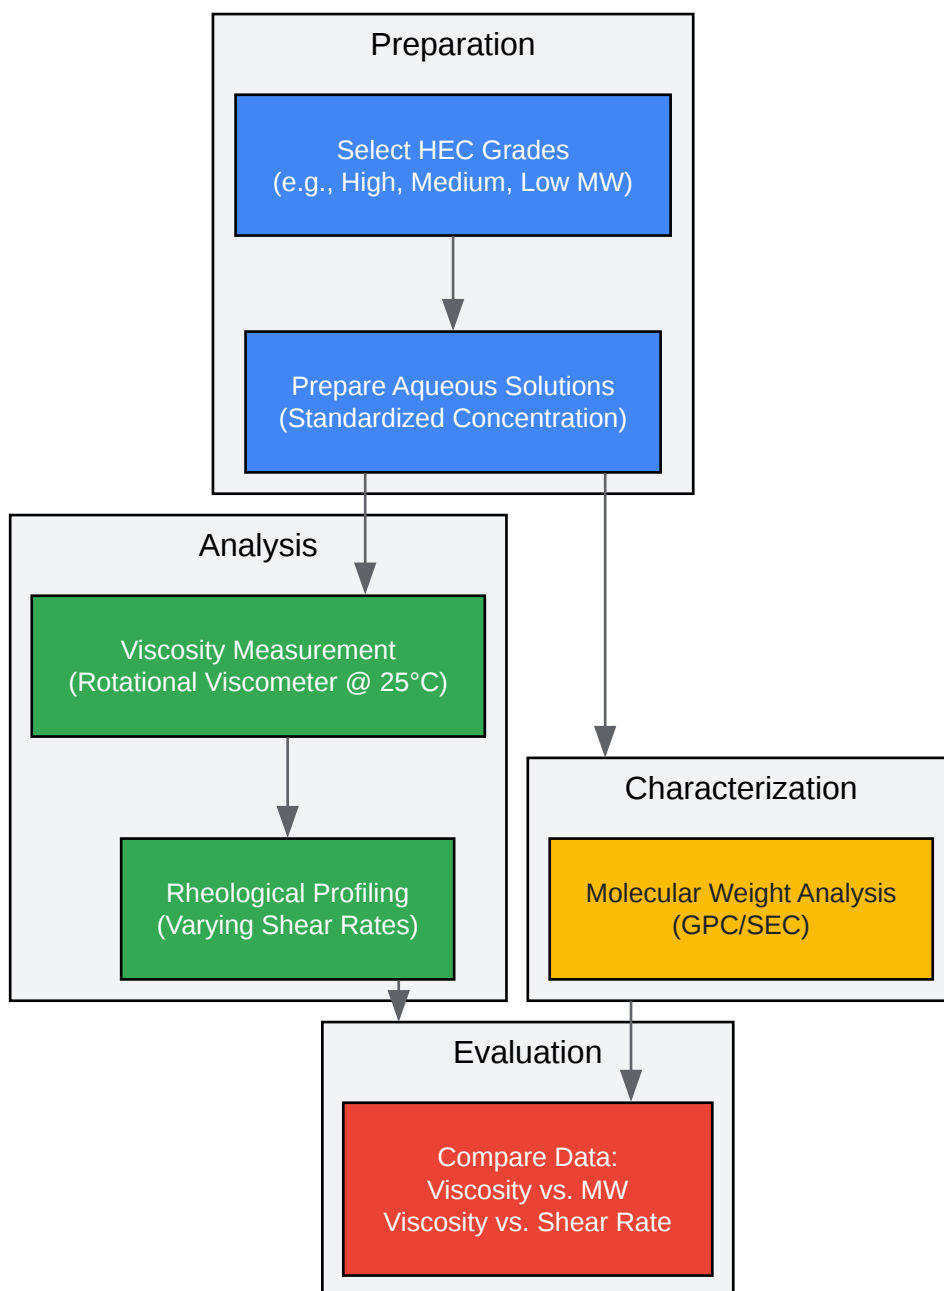 Preparation
Select HEC Grades
(e.g., High, Medium, Low MW)
Prepare Aqueous Solutions
(Standardized Concentration)
Analysis
Viscosity Measurement
(Rotational Viscometer @ 25°C)
Rheological Profiling
(Varying Shear Rates)
Characterization
Molecular Weight Analysis
(GPC/SEC)
Evaluation
Compare Data:
Viscosity vs. MW
Viscosity vs. Shear Rate